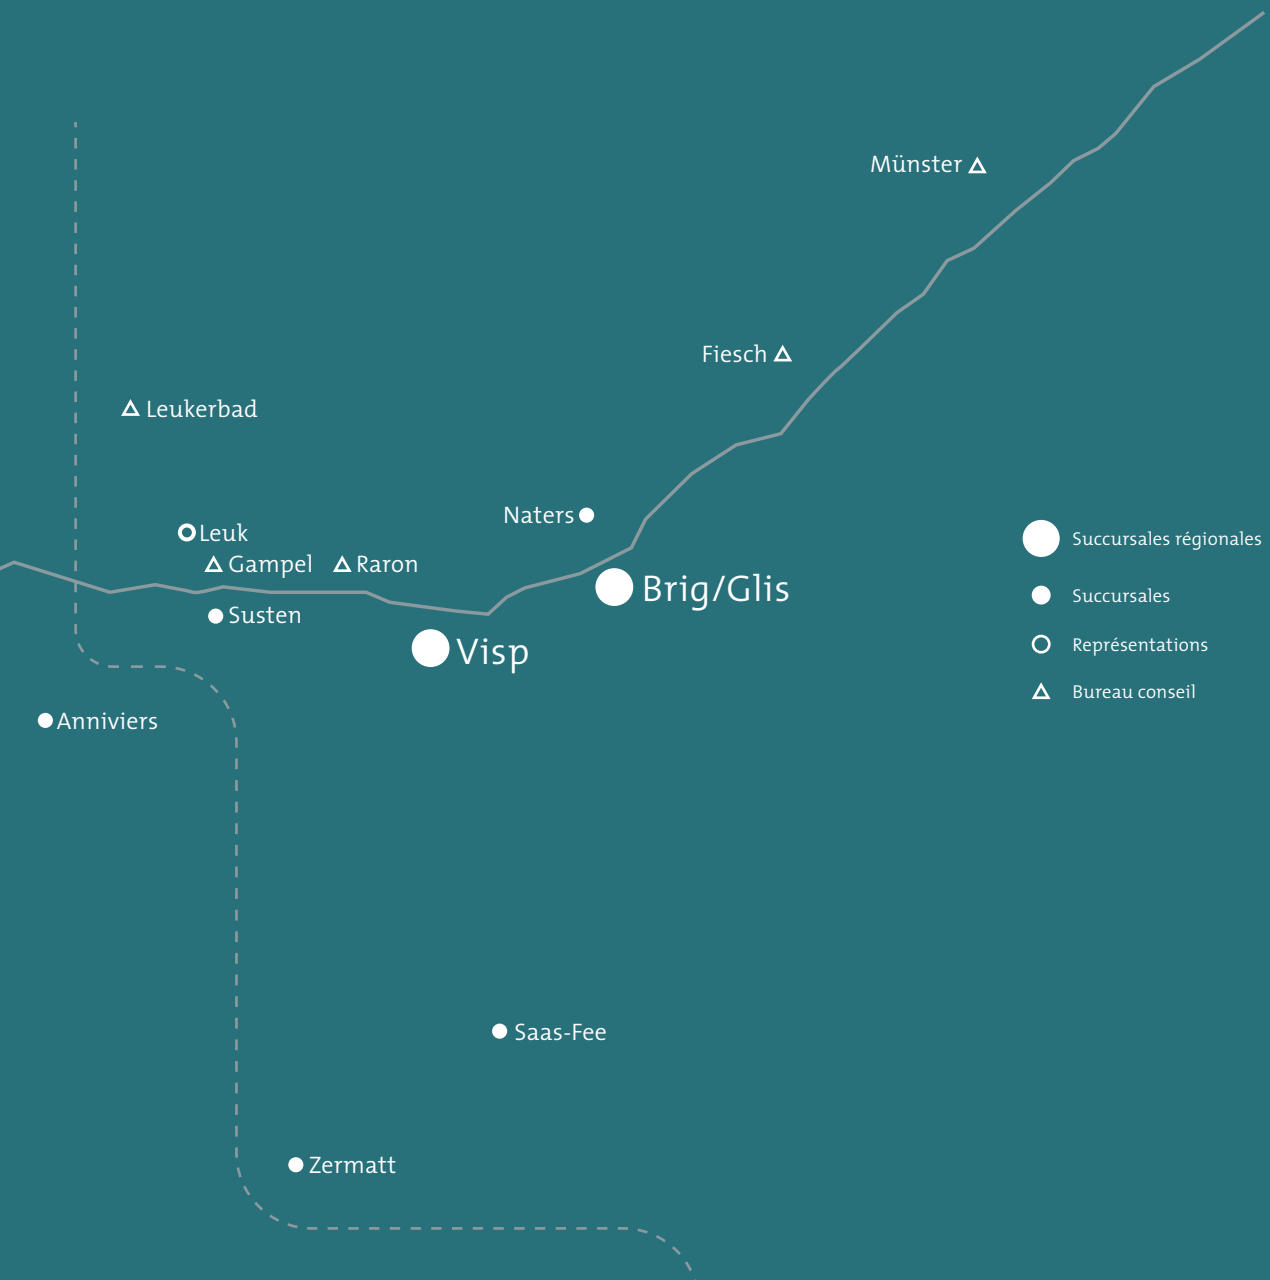 Münster
Fiesch
Leukerbad
Naters
Leuk
Gampel
Raron
Brig/Glis
Susten
Visp
Anniviers
Saas-Fee
Zermatt
Succursales régionales
Succursales
Représentations
Bureau conseil